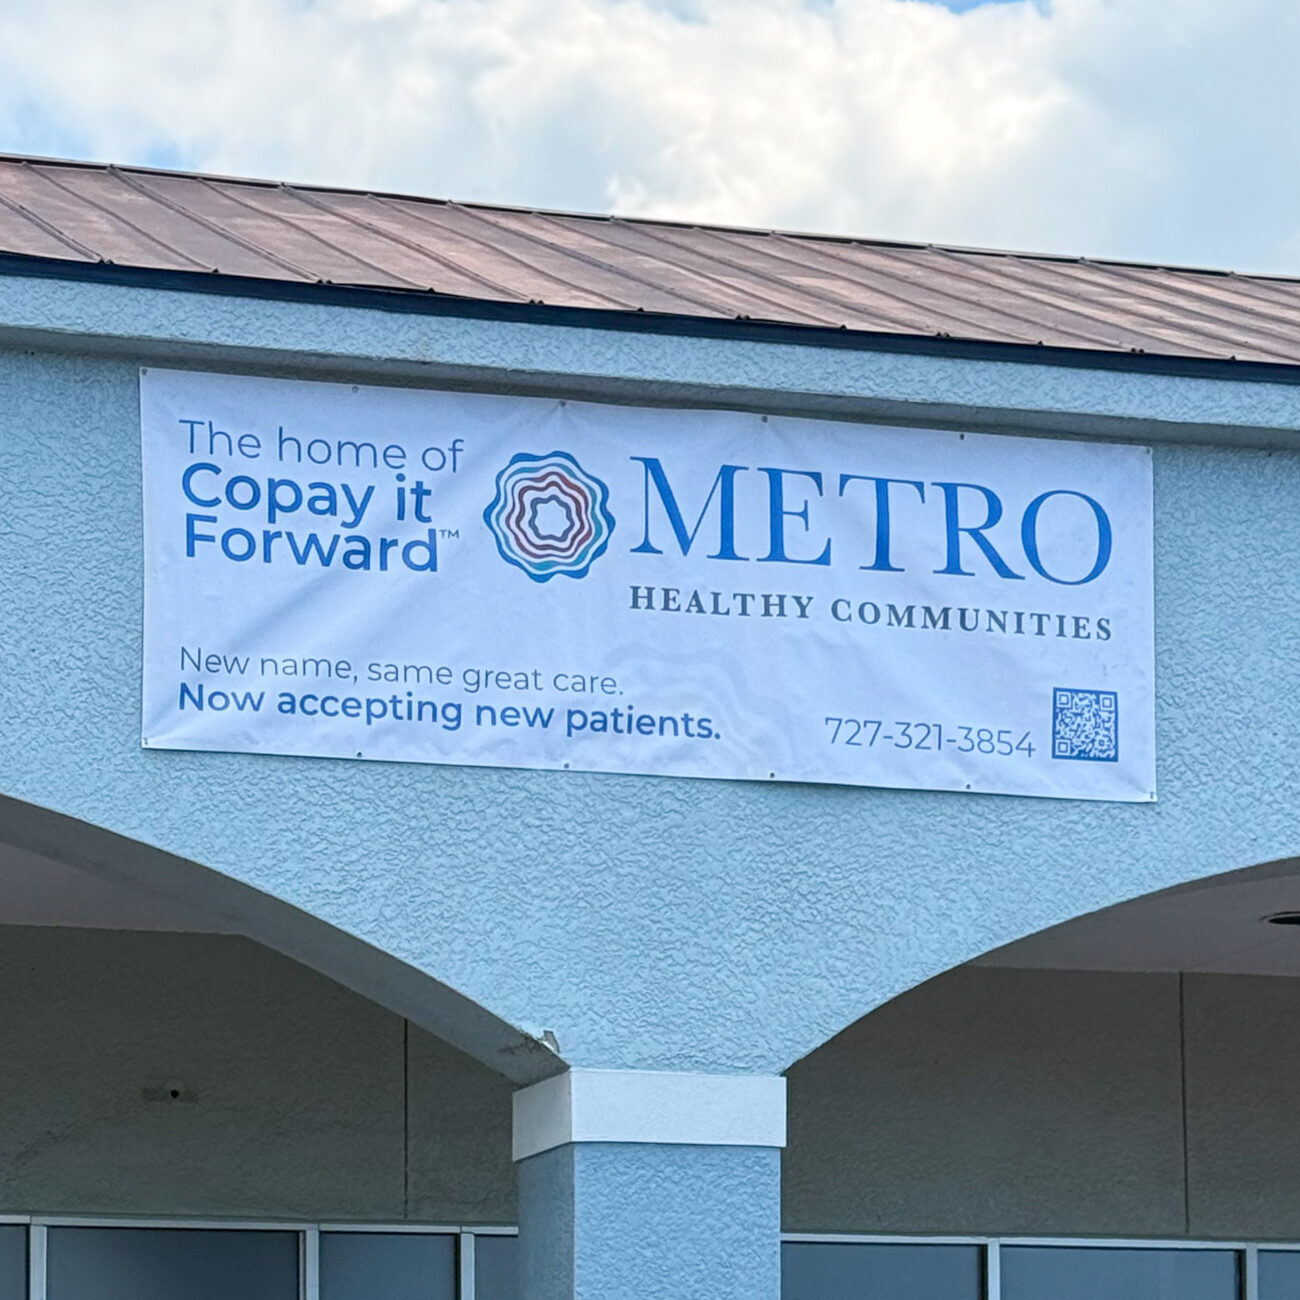 The home of
Copay it
Forward™
METRO
HEALTHY COMMUNITIES
New name, same great care.
Now accepting new patients.
727-321-3854